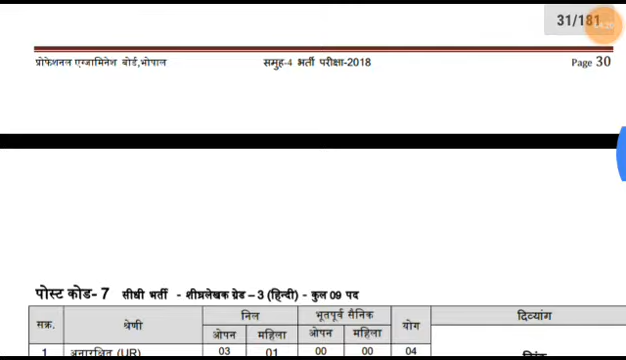 31/181
प्रोफेशनल एग्जामिनेश बोर्ड,भोपाल समुह-4 भर्ती परीक्षा-2018 Page 30
पोस्ट कोड- 7 सीधी भर्ती - शीघ्रलेखक ग्रेड – 3 (हिन्दी) - कुल 09 पद
सक्र. श्रेणी निल भूतपूर्व सैनिक योग दिव्यांग
ओपन महिला ओपन महिला
1 अनारक्षित (UR) 03 01 00 00 04